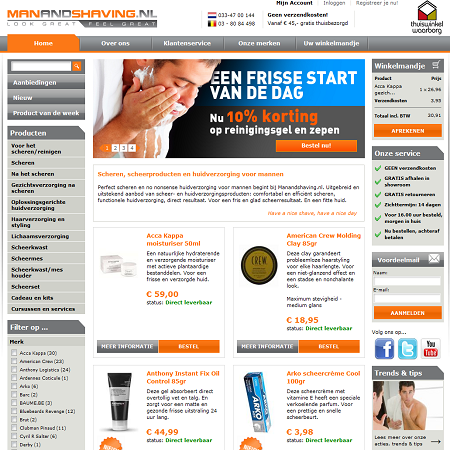 MANANDSHAVING.NL
LOOK GREAT FEEL GREAT
033-47 00 144
03 - 80 84 498
Mijn Account | Inloggen | Registreer nu!
Geen verzendkosten!
Vanaf € 45,- gratis thuisbezorgd
thuiswinkel
waarborg
Home
Over ons
Klantenservice
Onze merken
Uw winkelmandje
Aanbiedingen
Nieuw
Product van de week
Producten
Voor het scheren/reinigen
Scheren
Na het scheren
Gezichtsverzorging na scheren
Oplossingsgerichte huidverzorging
Haarverzorging en styling
Lichaamsverzorging
Scheerkwast
Scheermes
Scheerkwast/mes houder
Scheerset
Cadeau en kits
Cursussen en services
Filter op ...
Merk
Acca Kappa (30)
American Crew (23)
Anthony Logistics (24)
Ardennes Coticule (1)
Arko (6)
Barc (2)
BAUME.BE (3)
Bluebeards Revenge (12)
Brut (2)
Clubman Pinaud (11)
Cyril R Salter (6)
Derby (1)
EEN FRISSE START
VAN DE DAG
Nu 10% korting
op reinigingsgel en zepen
Bestel nu!
1 2 3 4
Scheren, scheerproducten en huidverzorging voor mannen
Perfect scheren en no nonsense huidverzorging voor mannen begint bij Manandshaving.nl. Uitgebreid en
uitstekend aanbod van scheer- en huidverzorgingsproducten: comfortabel en efficiënt scheren,
functionele huidverzorging, direct resultaat. Voor een fris en glad scheerresultaat. En een fitte huid.
Have a nice shave, have a nice day
Acca Kappa
moisturiser 50ml
Een natuurlijke hydraterende
en verzorgende moisturiser
met actieve plantaardige
bestanddelen. Voor een
frisse en verzorgde huid.
€ 59,00
status: Direct leverbaar
MEER INFORMATIE
BESTEL
American Crew Molding
Clay 85gr
Deze clay garandeert
probleemloze haarstyling
voor elke haarlengte. Voor
een niet-glanzend effect en
een stadse en nonchalante
look.
Maximum stevigheid -
medium glans
€ 18,95
status: Direct leverbaar
MEER INFORMATIE
BESTEL
Anthony Instant Fix Oil
Control 85gr
Deze gel absorbeert direct
overtollig vet en talg. En
zorgt voor een matte en
gezonde frisse uitstraling 24
uur lang.
€ 44,99
status: Direct leverbaar
Arko scheercrème Cool
100gr
Deze scheercrème met
vitamine E heeft een speciale
verkoelende parfum. Voor
een prettige en snelle
scheerbeurt.
€ 3,98
status: Direct leverbaar
Winkelmandje
Product Prijs
Acca Kappa
gezich... 1 x 26,96
Verzendkosten 3,95
Totaal incl. BTW 30,91
AFREKENEN
Onze service
GEEN verzendkosten
GRATIS afhalen in showroom
GRATIS retourneren
Zichttermijn: 14 dagen
Voor 16.00 uur besteld, morgen in huis
Nu bestellen, achteraf betalen
Voordeelmail
Naam:
E-mail:
AANMELDEN
Volg ons op...
You
Tube
Trends & tips
Lees meer over onze
acties, trends & tips